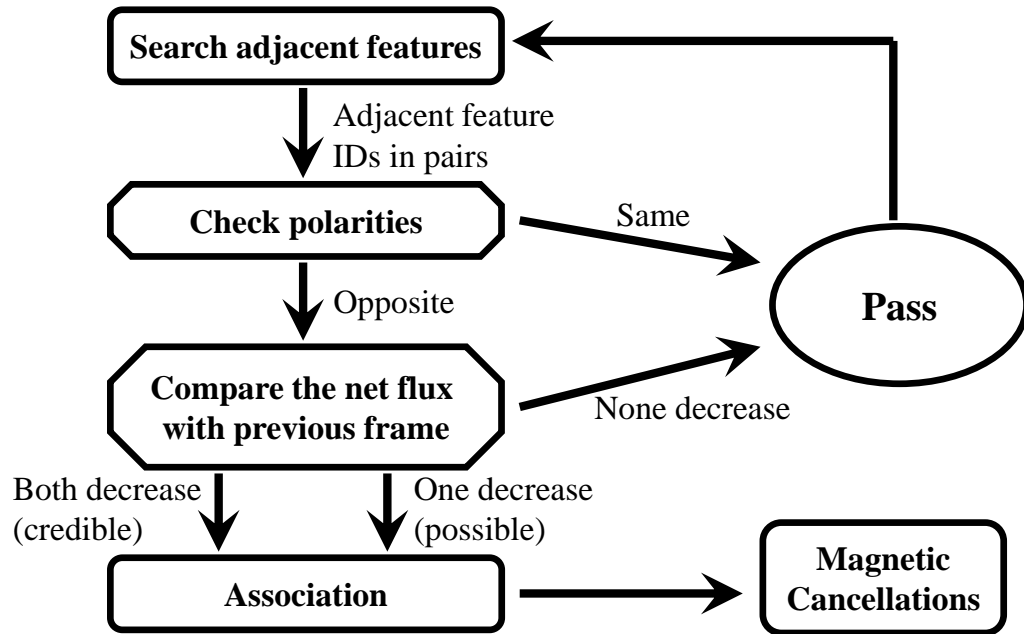 Search adjacent features
Adjacent feature
IDs in pairs
Check polarities
Same
Pass
Opposite
Compare the net flux
with previous frame
None decrease
Both decrease
(credible)
One decrease
(possible)
Association
Magnetic
Cancellations